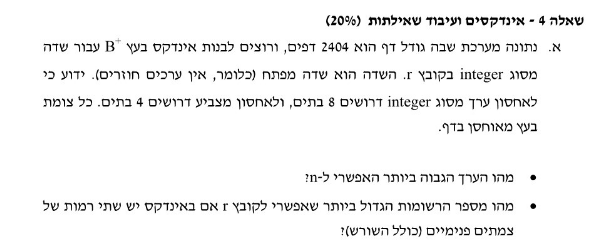 שאלה 4 - אינדקסים ועיבוד שאילתות (20%)
א. נתונה מערכת שבה גודל דף הוא 2404 דפים, ורוצים לבנות אינדקס בעץ B+ עבור שדה
מסוג integer בקובץ r. השדה הוא שדה מפתח (כלומר, אין ערכים חוזרים). ידוע כי
לאחסון ערך מסוג integer דרושים 8 בתים, ולאחסון מצביע דרושים 4 בתים. כל צומת
בעץ מאוחסן בדף.
• מהו הערך הגבוה ביותר האפשרי ל-n?
• מהו מספר הרשומות הגדול ביותר שאפשרי לקובץ r אם באינדקס יש שתי רמות של
צמתים פנימיים (כולל השורש)?